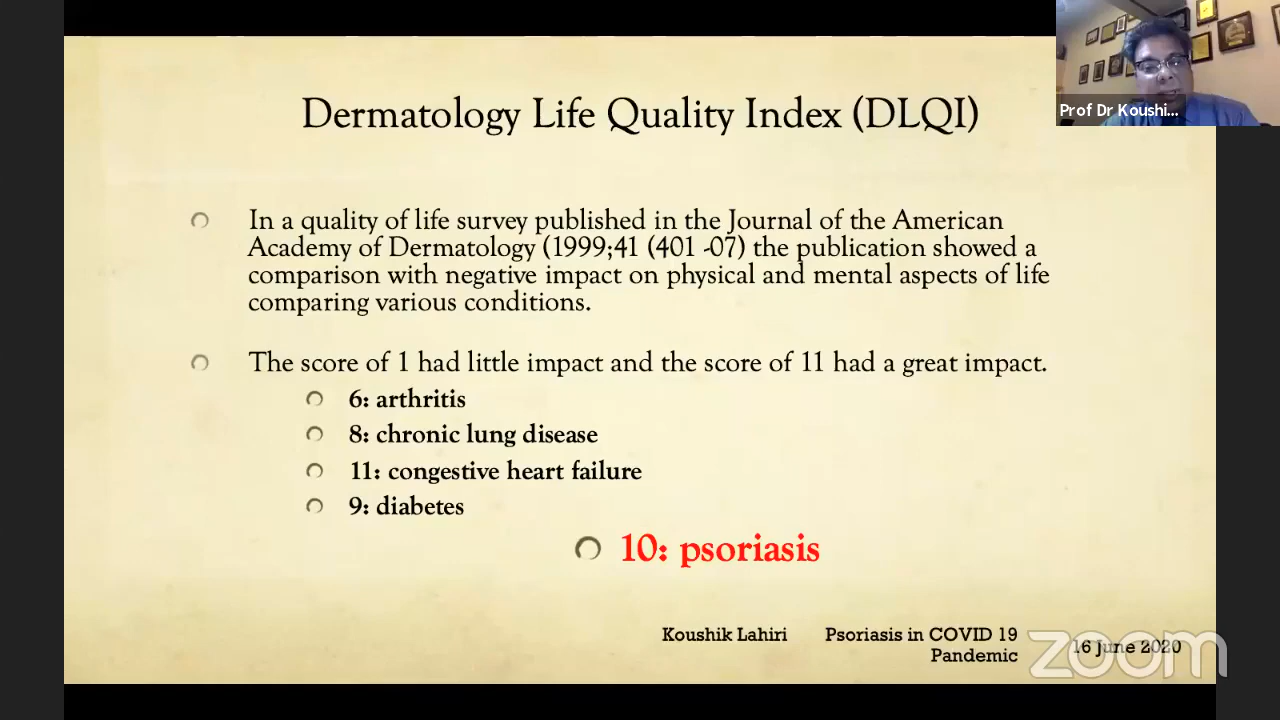 Prof Dr Koushi...
Dermatology Life Quality Index (DLQI)
In a quality of life survey published in the Journal of the American
Academy of Dermatology (1999;41 (401 -07) the publication showed a
comparison with negative impact on physical and mental aspects of life
comparing various conditions.
The score of 1 had little impact and the score of 11 had a great impact.
6: arthritis
8: chronic lung disease
11: congestive heart failure
9: diabetes
10: psoriasis
Koushik Lahiri
Psoriasis in COVID 19
Pandemic
16 June 2020
zoom